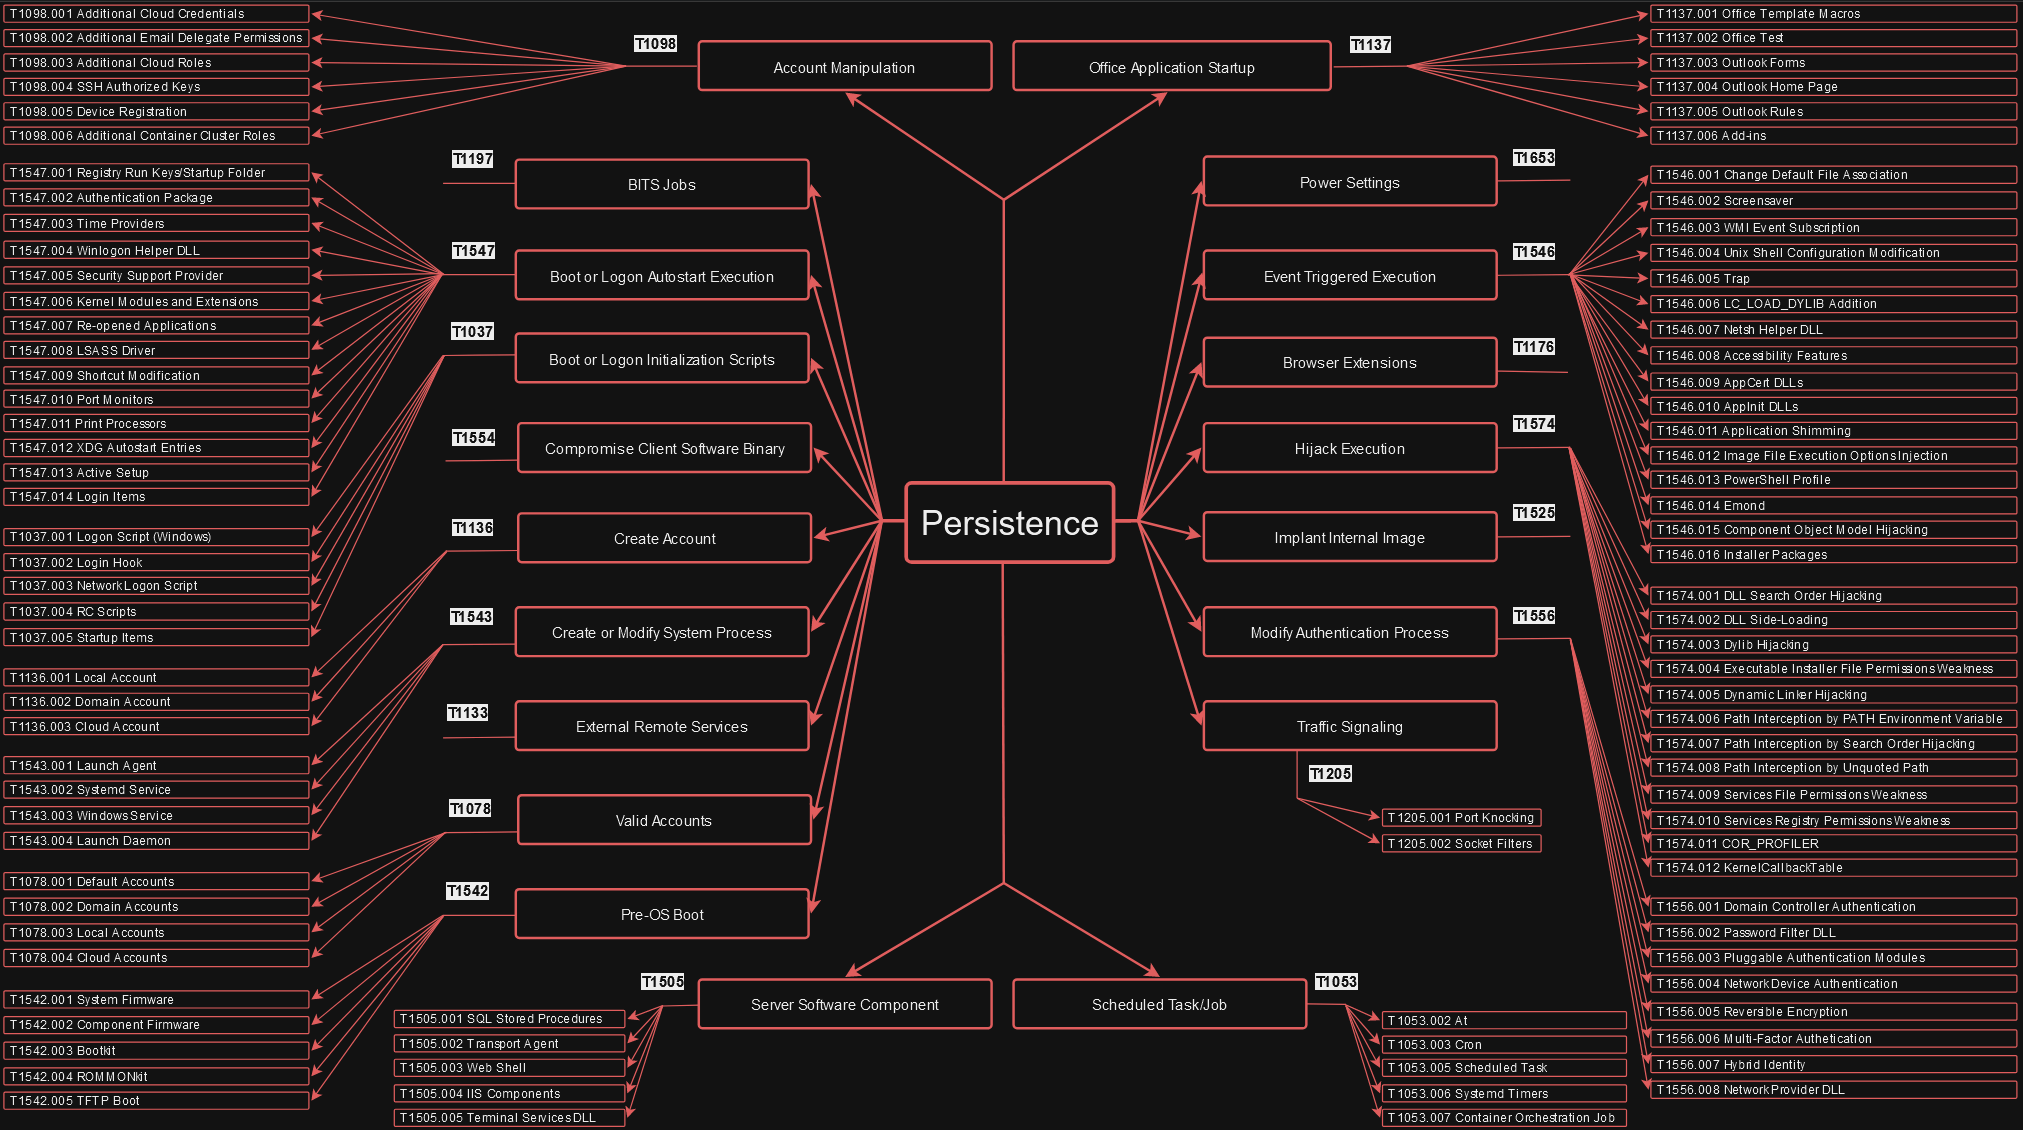 Persistence
T1098
Account Manipulation
T1098.001 Additional Cloud Credentials
T1098.002 Additional Email Delegate Permissions
T1098.003 Additional Cloud Roles
T1098.004 SSH Authorized Keys
T1098.005 Device Registration
T1098.006 Additional Container Cluster Roles
T1197
BITS Jobs
T1547
Boot or Logon Autostart Execution
T1547.001 Registry Run Keys/Startup Folder
T1547.002 Authentication Package
T1547.003 Time Providers
T1547.004 Winlogon Helper DLL
T1547.005 Security Support Provider
T1547.006 Kernel Modules and Extensions
T1547.007 Re-opened Applications
T1547.008 LSASS Driver
T1547.009 Shortcut Modification
T1547.010 Port Monitors
T1547.011 Print Processors
T1547.012 XDG Autostart Entries
T1547.013 Active Setup
T1547.014 Login Items
T1037
Boot or Logon Initialization Scripts
T1037.001 Logon Script (Windows)
T1037.002 Login Hook
T1037.003 Network Logon Script
T1037.004 RC Scripts
T1037.005 Startup Items
T1554
Compromise Client Software Binary
T1136
Create Account
T1136.001 Local Account
T1136.002 Domain Account
T1136.003 Cloud Account
T1543
Create or Modify System Process
T1543.001 Launch Agent
T1543.002 Systemd Service
T1543.003 Windows Service
T1543.004 Launch Daemon
T1133
External Remote Services
T1078
Valid Accounts
T1078.001 Default Accounts
T1078.002 Domain Accounts
T1078.003 Local Accounts
T1078.004 Cloud Accounts
T1542
Pre-OS Boot
T1542.001 System Firmware
T1542.002 Component Firmware
T1542.003 Bootkit
T1542.004 ROMMONkit
T1542.005 TFTP Boot
T1505
Server Software Component
T1505.001 SQL Stored Procedures
T1505.002 Transport Agent
T1505.003 Web Shell
T1505.004 IIS Components
T1505.005 Terminal Services DLL
T1137
Office Application Startup
T1137.001 Office Template Macros
T1137.002 Office Test
T1137.003 Outlook Forms
T1137.004 Outlook Home Page
T1137.005 Outlook Rules
T1137.006 Add-ins
T1653
Power Settings
T1546
Event Triggered Execution
T1546.001 Change Default File Association
T1546.002 Screensaver
T1546.003 WMI Event Subscription
T1546.004 Unix Shell Configuration Modification
T1546.005 Trap
T1546.006 LC_LOAD_DYLIB Addition
T1546.007 Netsh Helper DLL
T1546.008 Accessibility Features
T1546.009 AppCert DLLs
T1546.010 AppInit DLLs
T1546.011 Application Shimming
T1546.012 Image File Execution Options Injection
T1546.013 PowerShell Profile
T1546.014 Emond
T1546.015 Component Object Model Hijacking
T1546.016 Installer Packages
T1176
Browser Extensions
T1574
Hijack Execution
T1574.001 DLL Search Order Hijacking
T1574.002 DLL Side-Loading
T1574.003 Dylib Hijacking
T1574.004 Executable Installer File Permissions Weakness
T1574.005 Dynamic Linker Hijacking
T1574.006 Path Interception by PATH Environment Variable
T1574.007 Path Interception by Search Order Hijacking
T1574.008 Path Interception by Unquoted Path
T1574.009 Services File Permissions Weakness
T1574.010 Services Registry Permissions Weakness
T1574.011 COR_PROFILER
T1574.012 KernelCallbackTable
T1525
Implant Internal Image
T1556
Modify Authentication Process
T1556.001 Domain Controller Authentication
T1556.002 Password Filter DLL
T1556.003 Pluggable Authentication Modules
T1556.004 Network Device Authentication
T1556.005 Reversible Encryption
T1556.006 Multi-Factor Authetication
T1556.007 Hybrid Identity
T1556.008 Network Provider DLL
Traffic Signaling
T1205
T1205.001 Port Knocking
T1205.002 Socket Filters
T1053
Scheduled Task/Job
T1053.002 At
T1053.003 Cron
T1053.005 Scheduled Task
T1053.006 Systemd Timers
T1053.007 Container Orchestration Job